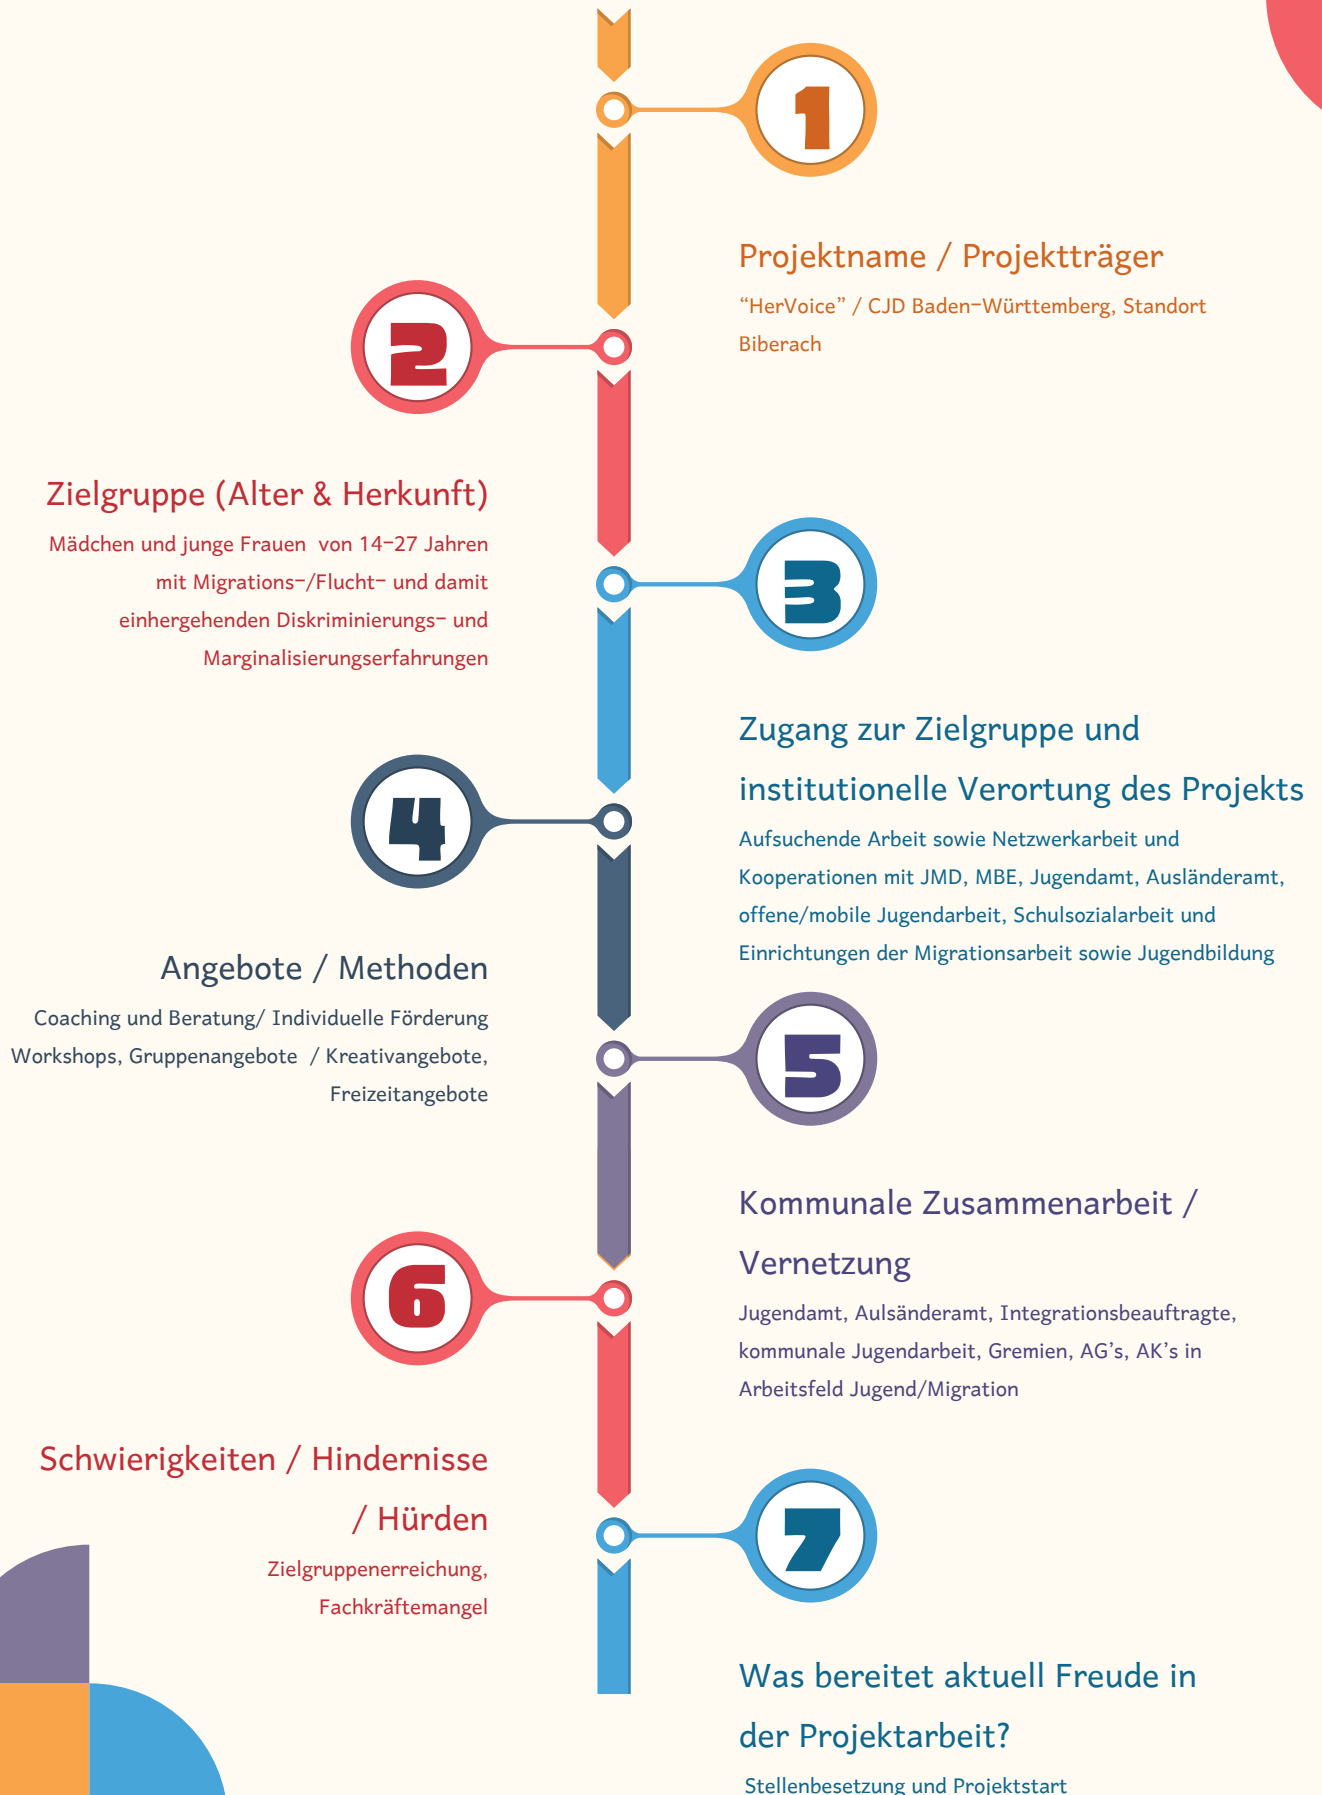 1
Projektname / Projektträger
“HerVoice” / CJD Baden-Württemberg, Standort
Biberach
2
Zielgruppe (Alter & Herkunft)
Mädchen und junge Frauen von 14-27 Jahren
mit Migrations-/Flucht- und damit
einhergehenden Diskriminierungs- und
Marginalisierungserfahrungen
3
Zugang zur Zielgruppe und
institutionelle Verortung des Projekts
Aufsuchende Arbeit sowie Netzwerkarbeit und
Kooperationen mit JMD, MBE, Jugendamt, Ausländeramt,
offene/mobile Jugendarbeit, Schulsozialarbeit und
Einrichtungen der Migrationsarbeit sowie Jugendbildung
4
Angebote / Methoden
Coaching und Beratung/ Individuelle Förderung
Workshops, Gruppenangebote / Kreativangebote,
Freizeitangebote
5
Kommunale Zusammenarbeit /
Vernetzung
Jugendamt, Aulsänderamt, Integrationsbeauftragte,
kommunale Jugendarbeit, Gremien, AG’s, AK’s in
Arbeitsfeld Jugend/Migration
6
Schwierigkeiten / Hindernisse
/ Hürden
Zielgruppenerreichung,
Fachkräftemangel
7
Was bereitet aktuell Freude in
der Projektarbeit?
Stellenbesetzung und Projektstart